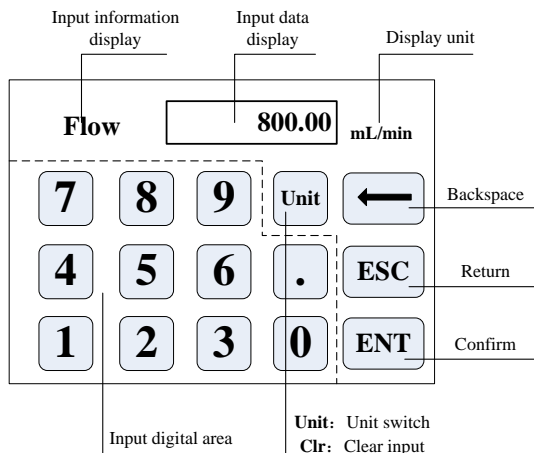 Input information
display
Input data
display
Display unit
Flow
800.00
mL/min
7 8 9 Unit
Backspace
4 5 6 . ESC
Return
1 2 3 0 ENT
Confirm
Input digital area
Unit: Unit switch
Clr: Clear input